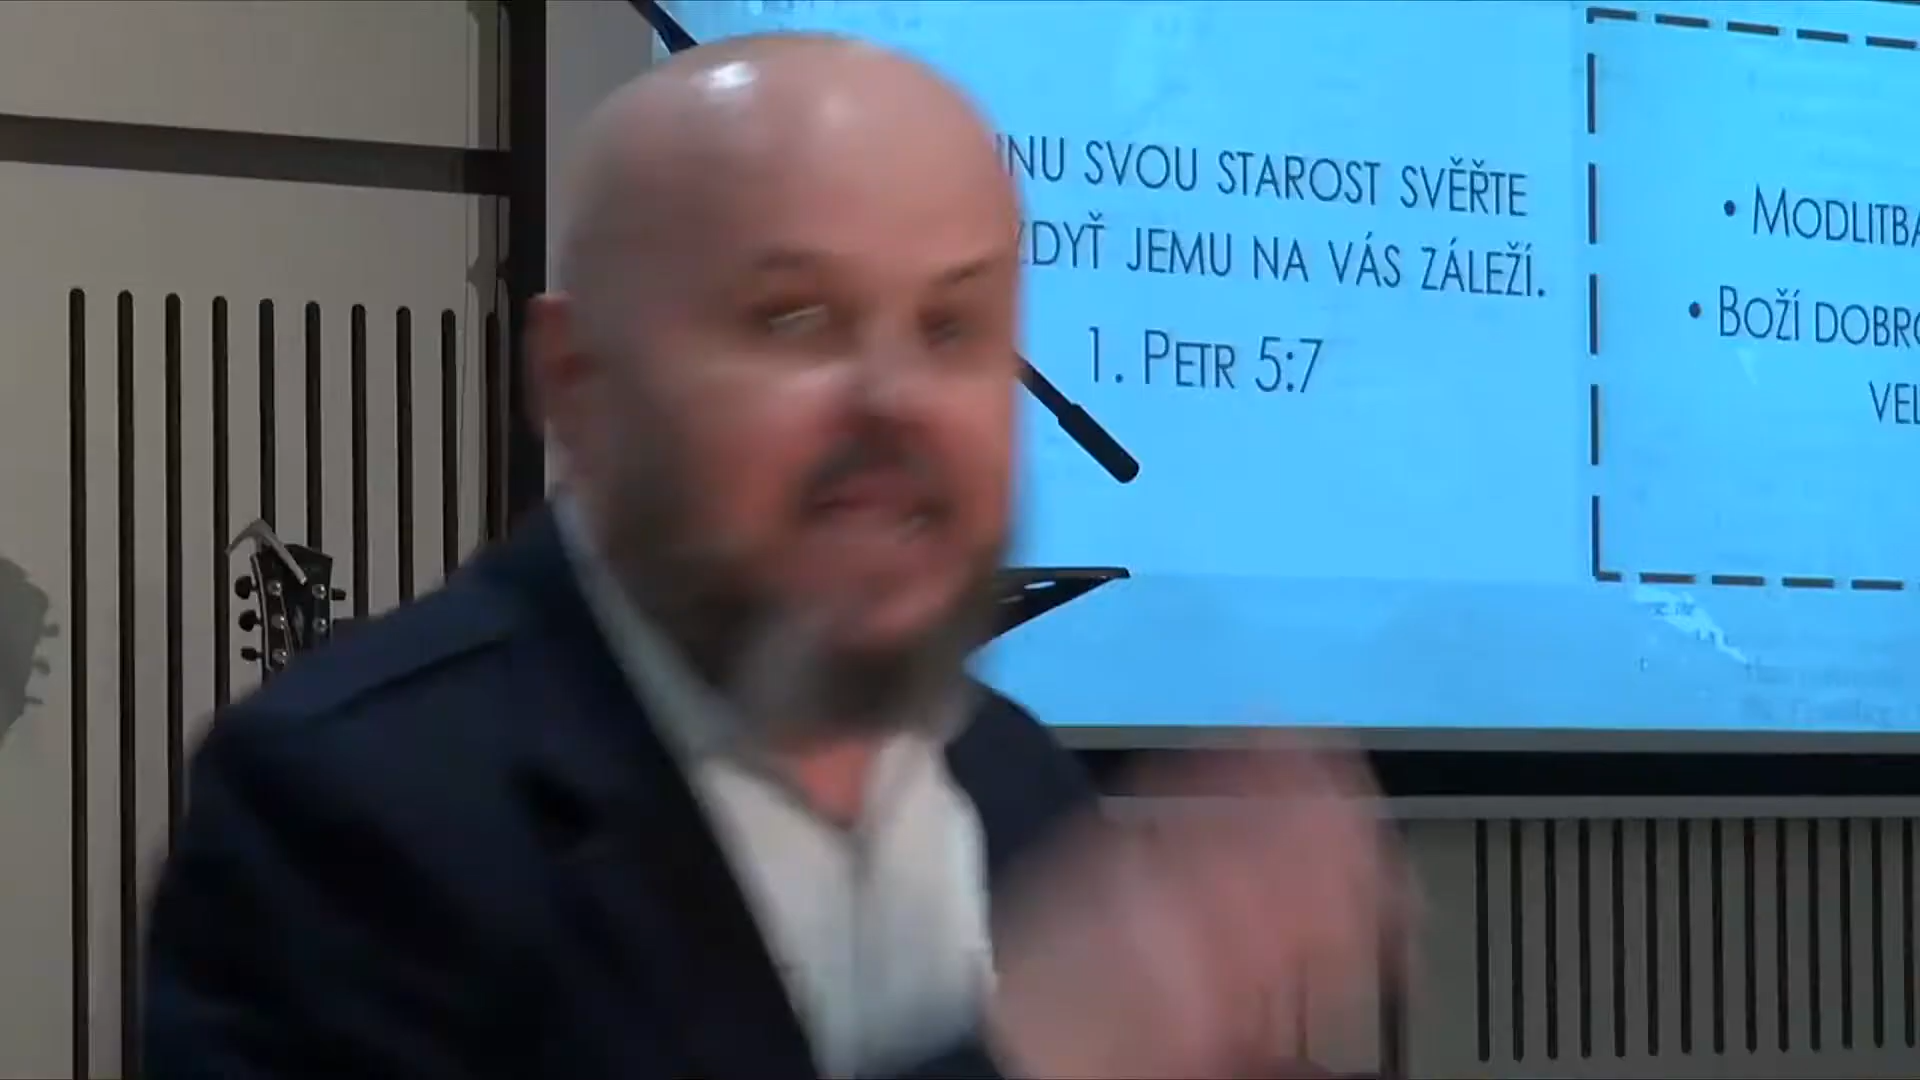 NU SVOU STAROST SVĚŘTE
ZDYŤ JEMU NA VÁS ZÁLEŽÍ.
1. PETR 5:7
• MODLITBA
• BOŽÍ DOBRO
VEL